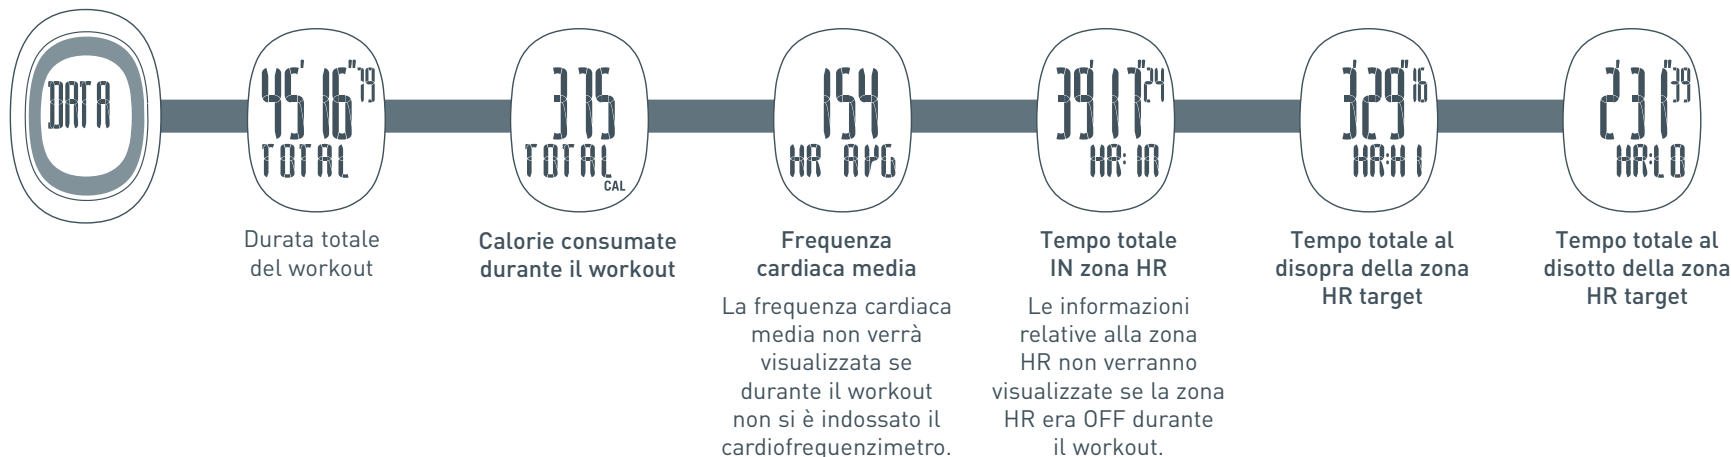 DATA
45'16"79
TOTAL
Durata totale
del workout
375
TOTAL
CAL
Calorie consumate
durante il workout
154
HR AVG
Frequenza
cardiaca media
La frequenza cardiaca
media non verrà
visualizzata se
durante il workout
non si è indossato il
cardiofrequenzimetro.
39'17"24
HR: IN
Tempo totale
IN zona HR
Le informazioni
relative alla zona
HR non verranno
visualizzate se la zona
HR era OFF durante
il workout.
3'29"16
HR:HI
Tempo totale al
disopra della zona
HR target
2'31"39
HR:LO
Tempo totale al
disotto della zona
HR target